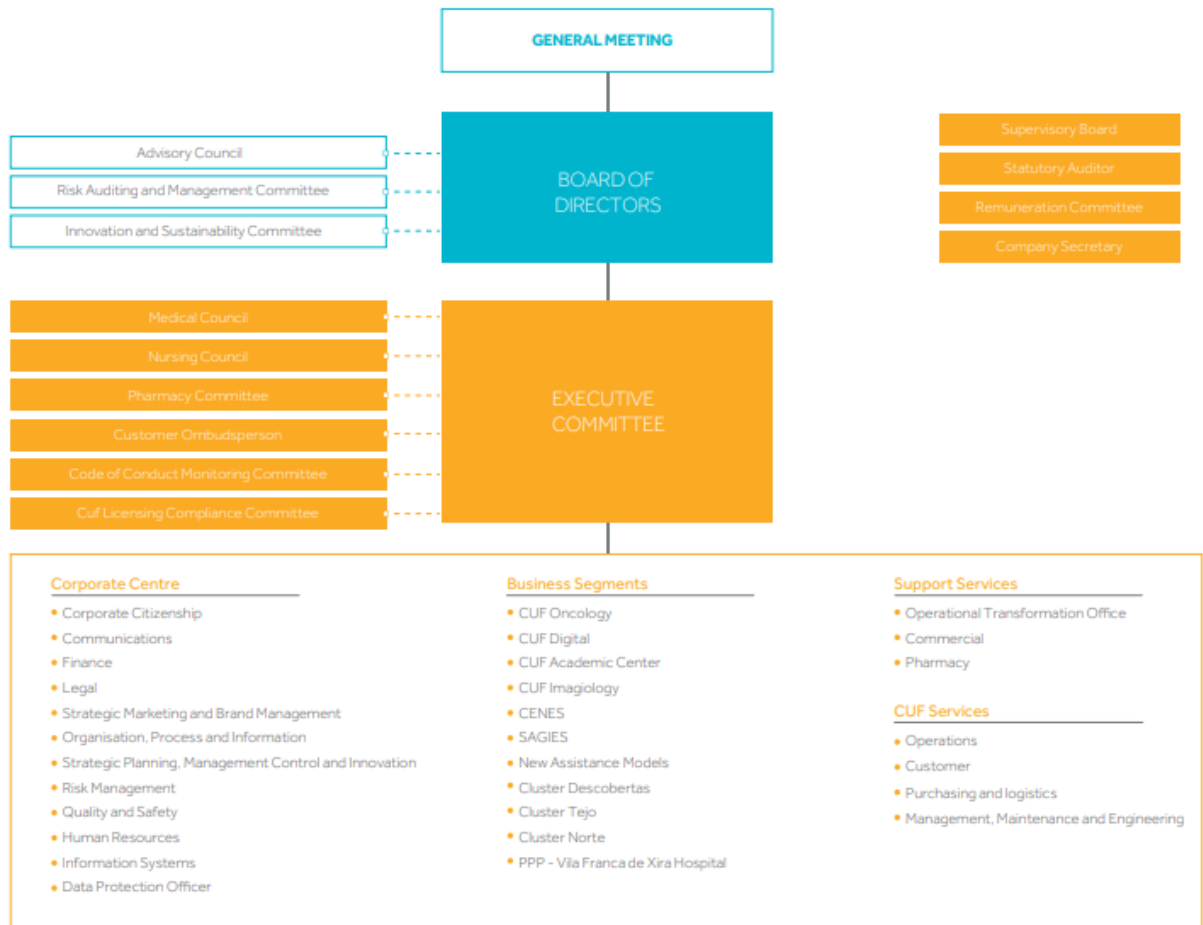 GENERAL MEETING
Advisory Council
Risk Auditing and Management Committee
Innovation and Sustainability Committee
BOARD OF
DIRECTORS
Supervisory Board
Statutory Auditor
Remuneration Committee
Company Secretary
Medical Council
Nursing Council
Pharmacy Committee
Customer Ombudsperson
Code of Conduct Monitoring Committee
Cuf Licensing Compliance Committee
EXECUTIVE
COMMITTEE
Corporate Centre
• Corporate Citizenship
• Communications
• Finance
• Legal
• Strategic Marketing and Brand Management
• Organisation, Process and Information
• Strategic Planning, Management Control and Innovation
• Risk Management
• Quality and Safety
• Human Resources
• Information Systems
• Data Protection Officer
Business Segments
• CUF Oncology
• CUF Digital
• CUF Academic Center
• CUF Imagiology
• CENES
• SAGIES
• New Assistance Models
• Cluster Descobertas
• Cluster Tejo
• Cluster Norte
• PPP - Vila Franca de Xira Hospital
Support Services
• Operational Transformation Office
• Commercial
• Pharmacy
CUF Services
• Operations
• Customer
• Purchasing and logistics
• Management, Maintenance and Engineering